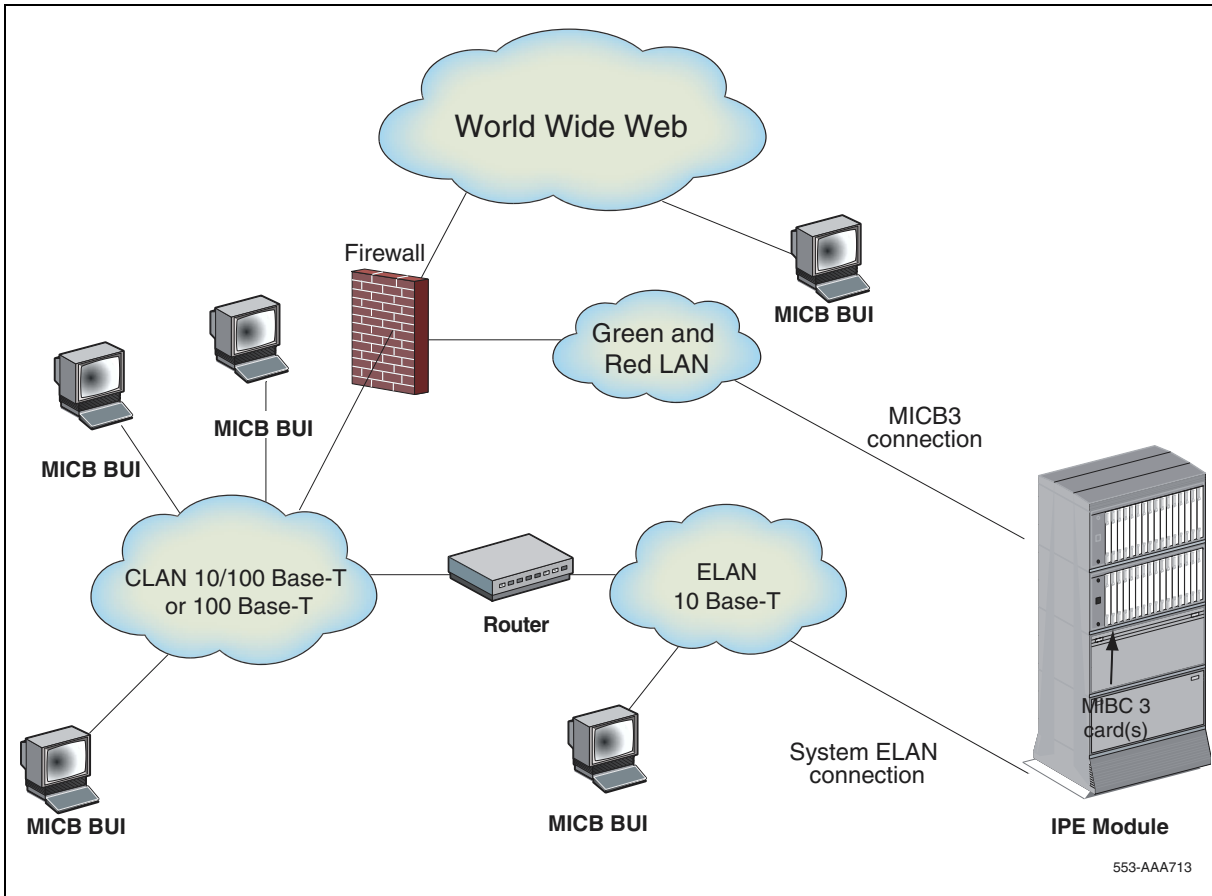 World Wide Web
Firewall
MICB BUI
Green and
Red LAN
MICB BUI
MICB BUI
MICB3
connection
CLAN 10/100 Base-T
or 100 Base-T
Router
ELAN
10 Base-T
MIBC 3
card(s)
System ELAN
connection
MICB BUI
MICB BUI
IPE Module
553-AAA713